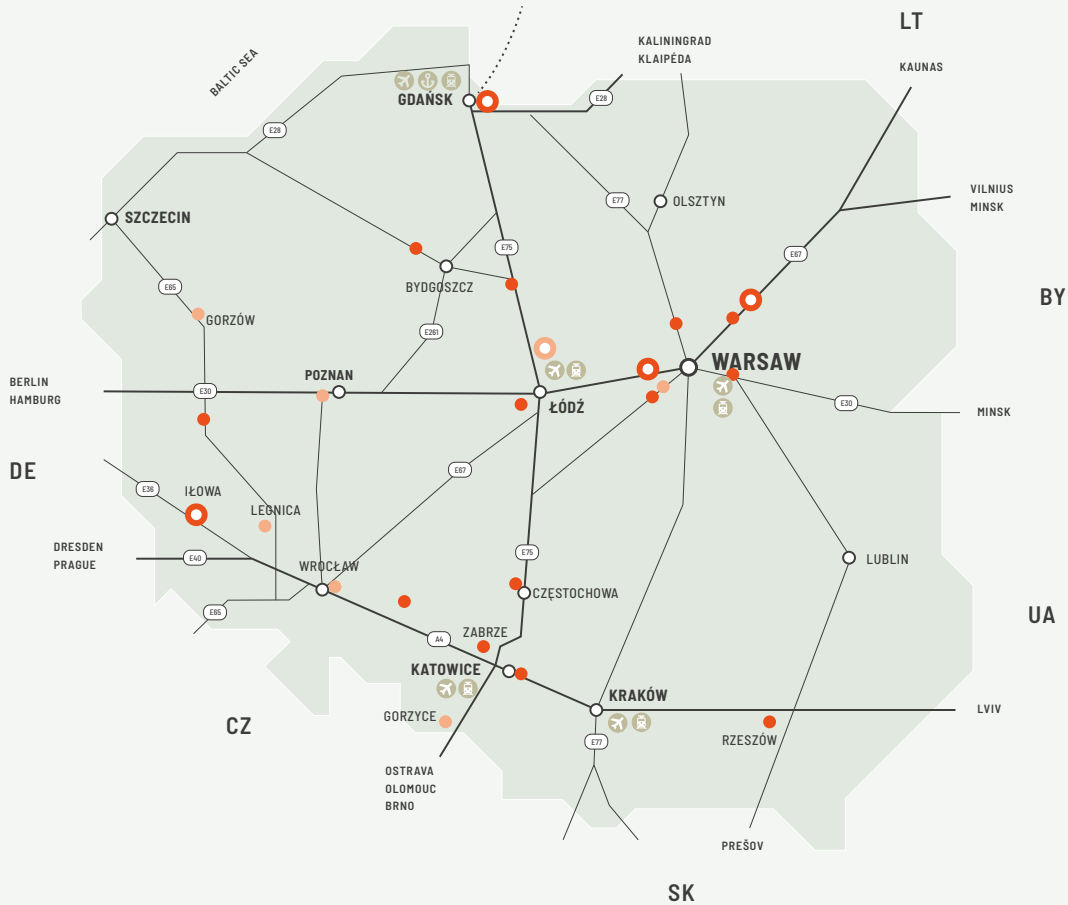 LT
KALININGRAD
KLAIPÉDA
BALTIC SEA
KAUNAS
GDAŃSK
E28
E28
VILNIUS
MINSK
E77
OLSZTYN
SZCZECIN
E75
E67
BYDGOSZCZ
E65
BY
GORZÓW
E261
WARSAW
POZNAN
BERLIN
HAMBURG
E30
ŁÓDŹ
E30
MINSK
DE
E67
E36
IŁOWA
LEGNICA
DRESDEN
PRAGUE
E40
E75
LUBLIN
WROCŁAW
CZĘSTOCHOWA
E65
UA
A4
ZABRZE
KATOWICE
KRAKÓW
LVIV
GORZYCE
CZ
E77
RZESZÓW
OSTRAVA
OLOMOUC
BRNO
PREŠOV
SK